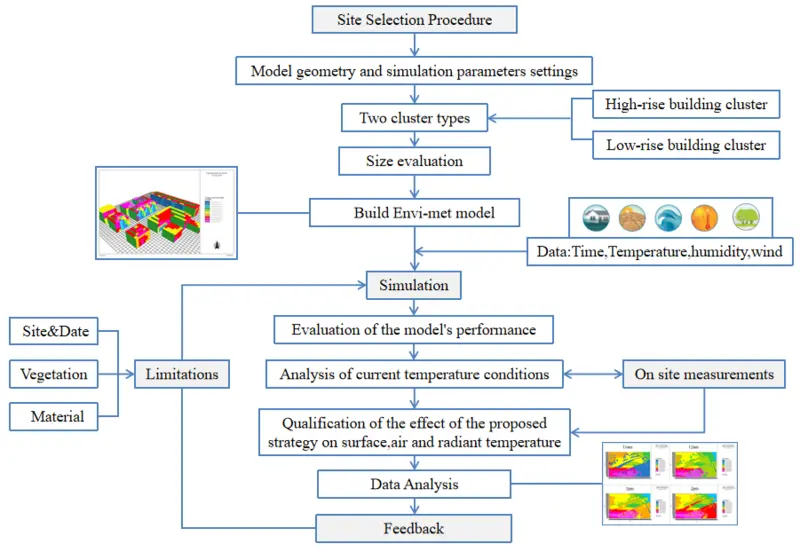 Site Selection Procedure
Model geometry and simulation parameters settings
Two cluster types
High-rise building cluster
Low-rise building cluster
Size evaluation
Build Envi-met model
Data:Time,Temperature,humidity,wind
Simulation
Site&Date
Evaluation of the model's performance
Vegetation
Limitations
Analysis of current temperature conditions
On site measurements
Material
Qualification of the effect of the proposed
strategy on surface,air and radiant temperature
Data Analysis
Feedback